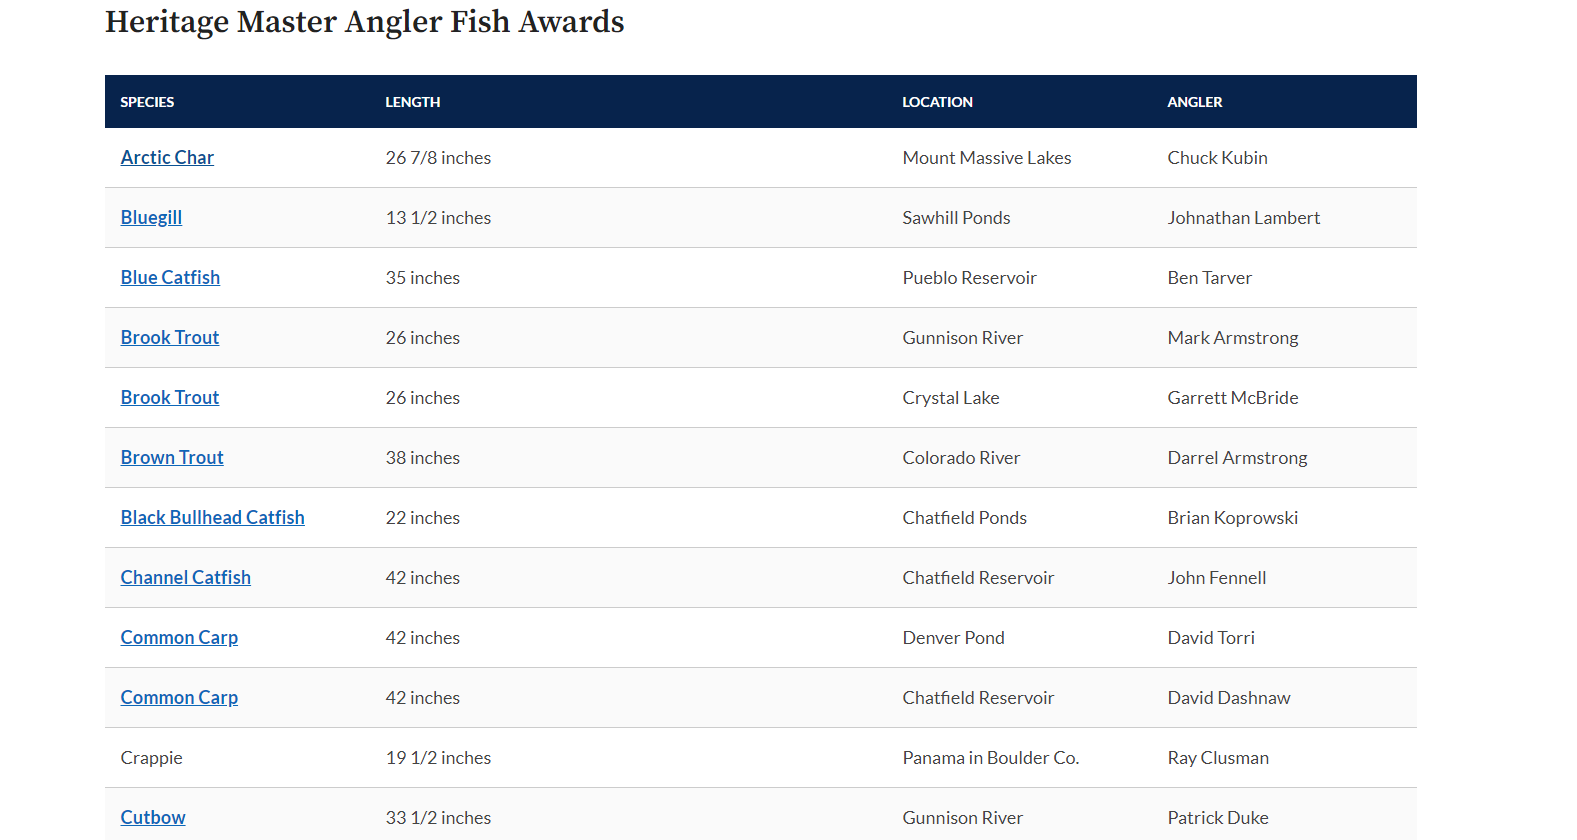 Heritage Master Angler Fish Awards
SPECIES LENGTH LOCATION ANGLER
Arctic Char 26 7/8 inches Mount Massive Lakes Chuck Kubin
Bluegill 13 1/2 inches Sawhill Ponds Johnathan Lambert
Blue Catfish 35 inches Pueblo Reservoir Ben Tarver
Brook Trout 26 inches Gunnison River Mark Armstrong
Brook Trout 26 inches Crystal Lake Garrett McBride
Brown Trout 38 inches Colorado River Darrel Armstrong
Black Bullhead Catfish 22 inches Chatfield Ponds Brian Koprowski
Channel Catfish 42 inches Chatfield Reservoir John Fennell
Common Carp 42 inches Denver Pond David Torri
Common Carp 42 inches Chatfield Reservoir David Dashnaw
Crappie 19 1/2 inches Panama in Boulder Co. Ray Clusman
Cutbow 33 1/2 inches Gunnison River Patrick Duke